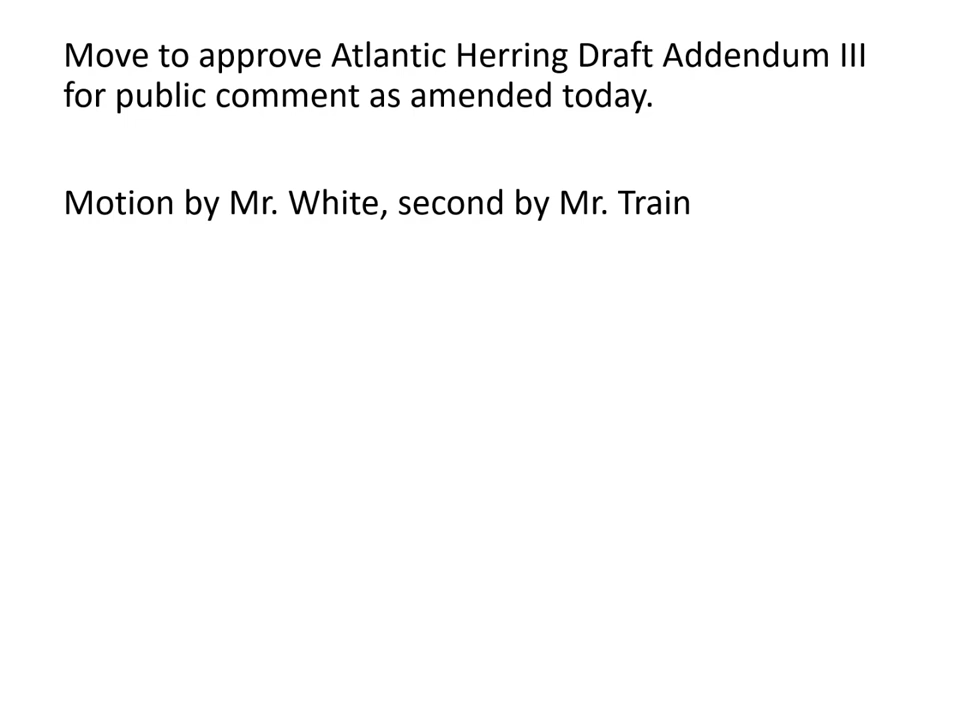 Move to approve Atlantic Herring Draft Addendum III
for public comment as amended today.
Motion by Mr. White, second by Mr. Train